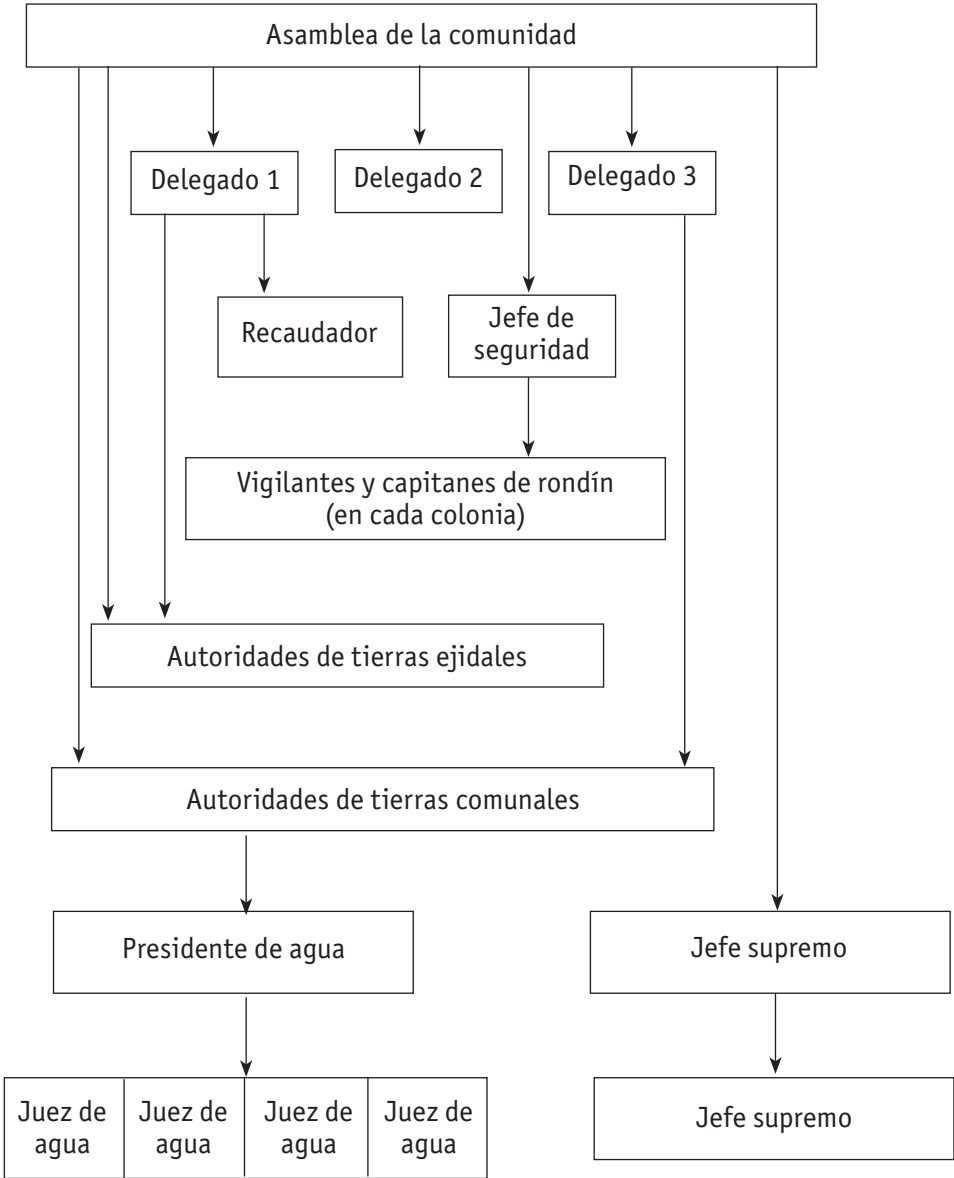 Asamblea de la comunidad
Delegado 1
Delegado 2
Delegado 3
Recaudador
Jefe de
seguridad
Vigilantes y capitanes de rondín
(en cada colonia)
Autoridades de tierras ejidales
Autoridades de tierras comunales
Presidente de agua
Jefe supremo
Juez de
agua
Juez de
agua
Juez de
agua
Juez de
agua
Jefe supremo